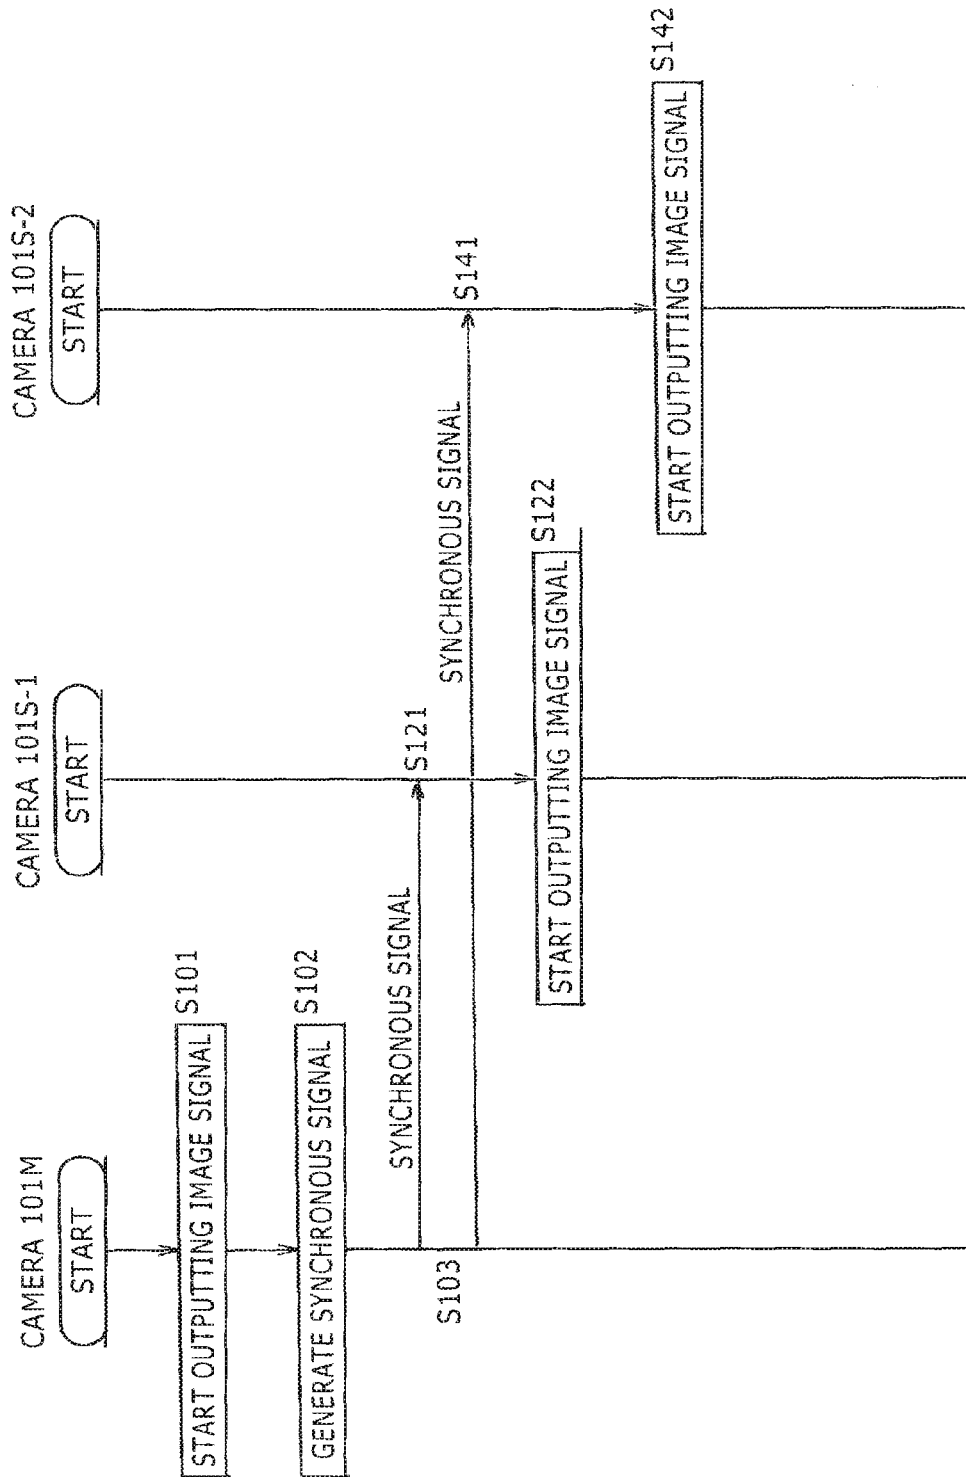 CAMERA 101M
START
START OUTPUTTING IMAGE SIGNAL
S101
GENERATE SYNCHRONOUS SIGNAL
S102
S103
SYNCHRONOUS SIGNAL
SYNCHRONOUS SIGNAL
CAMERA 101S-1
START
S121
START OUTPUTTING IMAGE SIGNAL
S122
CAMERA 101S-2
START
S141
START OUTPUTTING IMAGE SIGNAL
S142